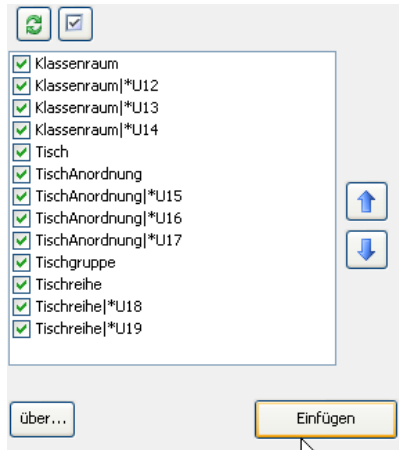 Klassenraum
Klassenraum|*U12
Klassenraum|*U13
Klassenraum|*U14
Tisch
TischAnordnung
TischAnordnung|*U15
TischAnordnung|*U16
TischAnordnung|*U17
Tischgruppe
Tischreihe
Tischreihe|*U18
Tischreihe|*U19
über...
Einfügen